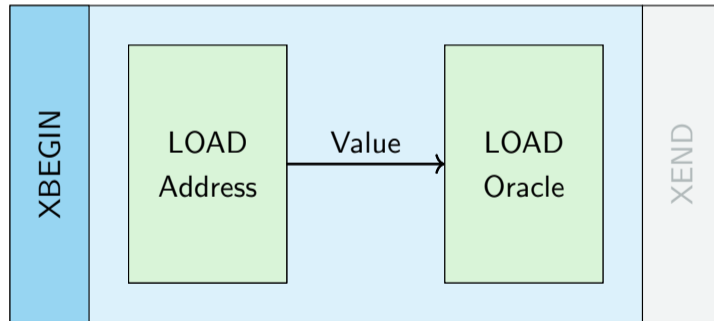 XBEGIN
LOAD
Address
Value
LOAD
Oracle
XEND